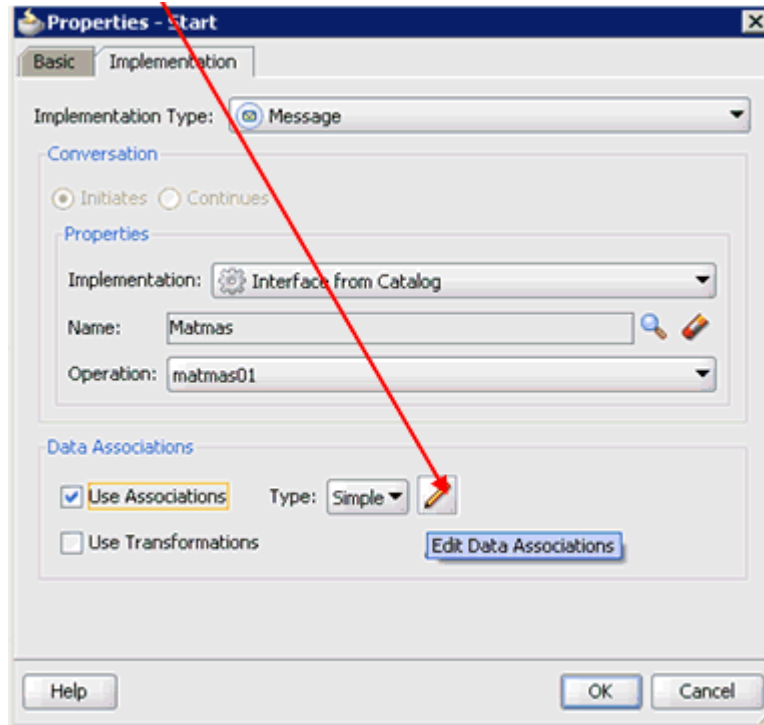 Properties - Start
Basic
Implementation
Implementation Type: Message
Conversation
Initiates Continues
Properties
Implementation: Interface from Catalog
Name: Matmas
Operation: matmas01
Data Associations
Use Associations Type: Simple
Use Transformations
Edit Data Associations
Help OK Cancel